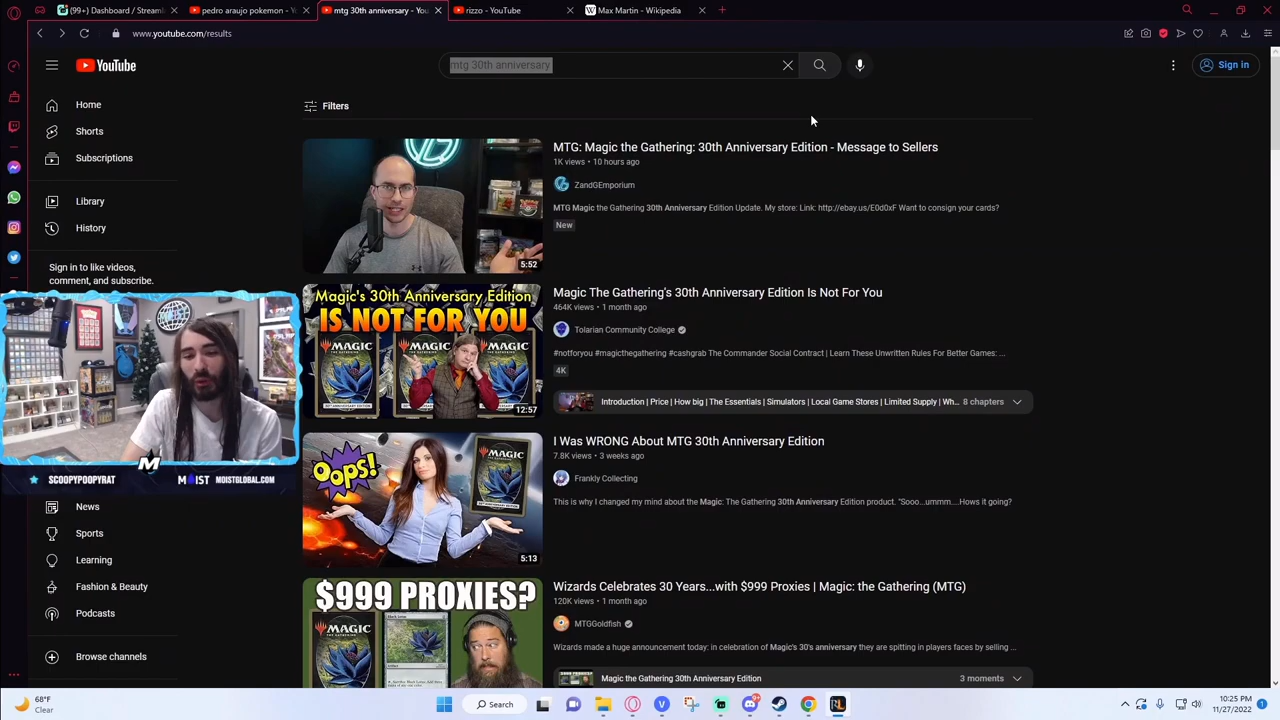 (99+) Dashboard / Streaml
pedro araujo pokemon - Yo
mtg 30th anniversary - You
rizzo - YouTube
Max Martin - Wikipedia
www.youtube.com/results
YouTube
mtg 30th anniversary
Sign in
Home
Shorts
Subscriptions
Library
History
Sign in to like videos,
comment, and subscribe.
News
Sports
Learning
Fashion & Beauty
Podcasts
Browse channels
SCOOPYPOOPYRAT
MOIST MOISTGLOBAL.COM
Filters
MTG: Magic the Gathering: 30th Anniversary Edition - Message to Sellers
1K views • 10 hours ago
ZandGEmporium
MTG Magic the Gathering 30th Anniversary Edition Update. My store: Link: http://ebay.us/E0d0xF Want to consign your cards?
New
5:52
Magic's 30th Anniversary Edition
IS NOT FOR YOU
MAGIC
MAGIC
MAGIC
12:57
Magic The Gathering's 30th Anniversary Edition Is Not For You
464K views • 1 month ago
Tolarian Community College
#notforyou #magicthegathering #cashgrab The Commander Social Contract | Learn These Unwritten Rules For Better Games: ...
4K
Introduction | Price | How big | The Essentials | Simulators | Local Game Stores | Limited Supply | Wh...
8 chapters
Oops!
MAGIC
5:13
I Was WRONG About MTG 30th Anniversary Edition
7.8K views • 3 weeks ago
Frankly Collecting
This is why I changed my mind about the Magic: The Gathering 30th Anniversary Edition product. "Sooo...ummm....Hows it going?
$999 PROXIES?
MAGIC
Black Lotus
Wizards Celebrates 30 Years...with $999 Proxies | Magic: the Gathering (MTG)
120K views • 1 month ago
MTGGoldfish
Wizards made a huge announcement today: in celebration of Magic's 30's anniversary they are spitting in players faces by selling ...
Magic the Gathering 30th Anniversary Edition
3 moments
68°F
Clear
Search
10:25 PM
11/27/2022